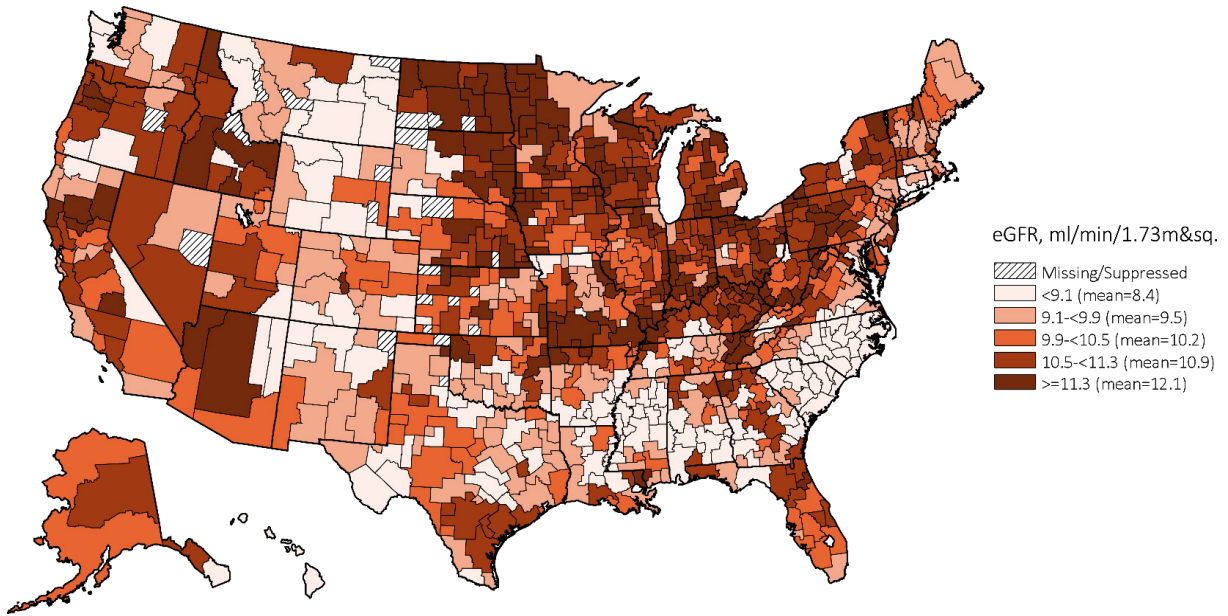 eGFR, ml/min/1.73m&sq.
Missing/Suppressed
<9.1 (mean=8.4)
9.1-<9.9 (mean=9.5)
9.9-<10.5 (mean=10.2)
10.5-<11.3 (mean=10.9)
>=11.3 (mean=12.1)